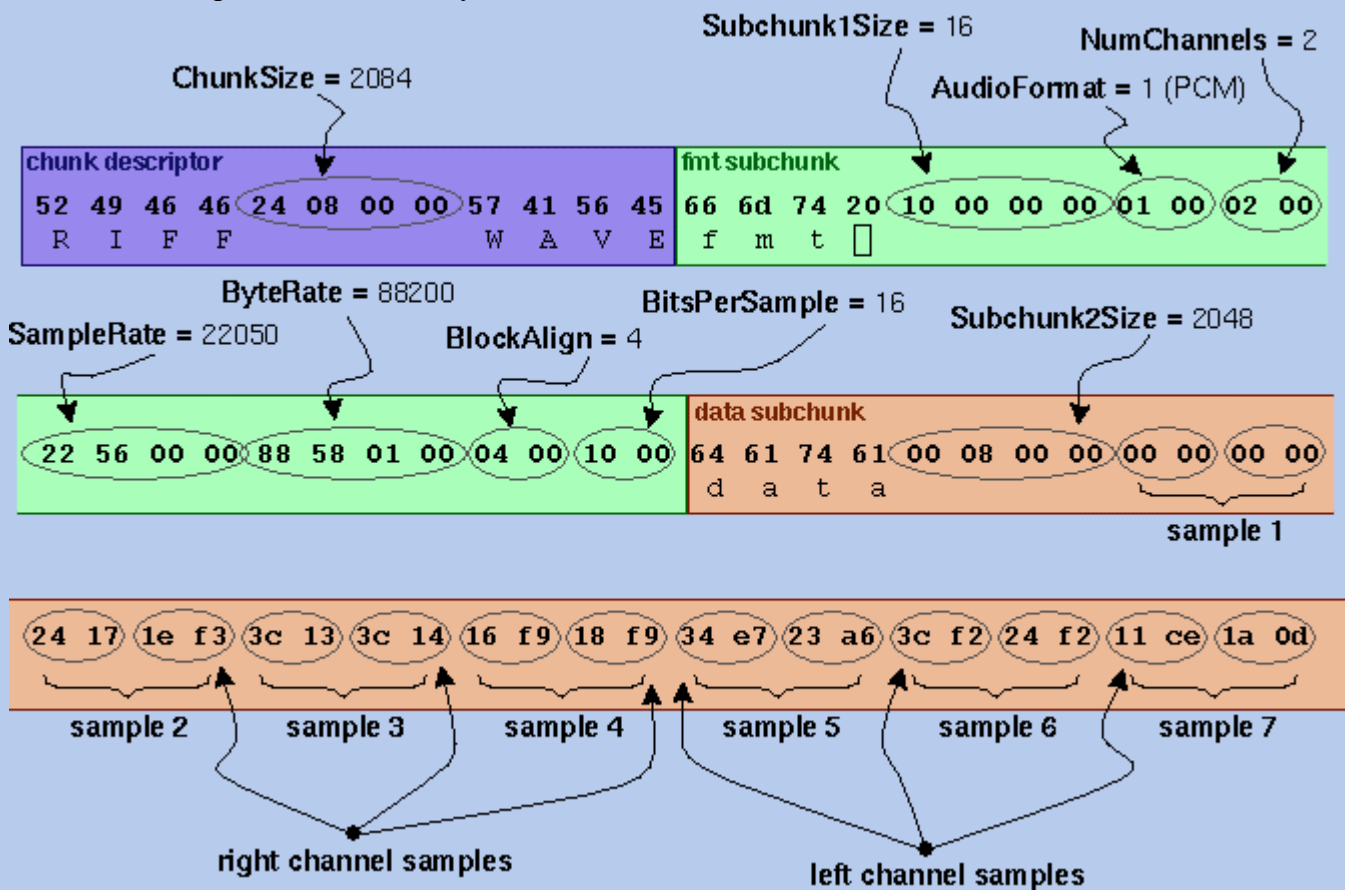 Subchunk1Size = 16
NumChannels = 2
ChunkSize = 2084
AudioFormat = 1 (PCM)
chunk descriptor
fmt subchunk
52 49 46 46 24 08 00 00 57 41 56 45 66 6d 74 20 10 00 00 00 01 00 02 00
R I F F W A V E f m t
ByteRate = 88200
BitsPerSample = 16
SampleRate = 22050
BlockAlign = 4
Subchunk2Size = 2048
data subchunk
22 56 00 00 88 58 01 00 04 00 10 00 64 61 74 61 00 08 00 00 00 00 00 00
d a t a
sample 1
24 17 1e f3 3c 13 3c 14 16 f9 18 f9 34 e7 23 a6 3c f2 24 f2 11 ce 1a 0d
sample 2 sample 3 sample 4 sample 5 sample 6 sample 7
right channel samples
left channel samples